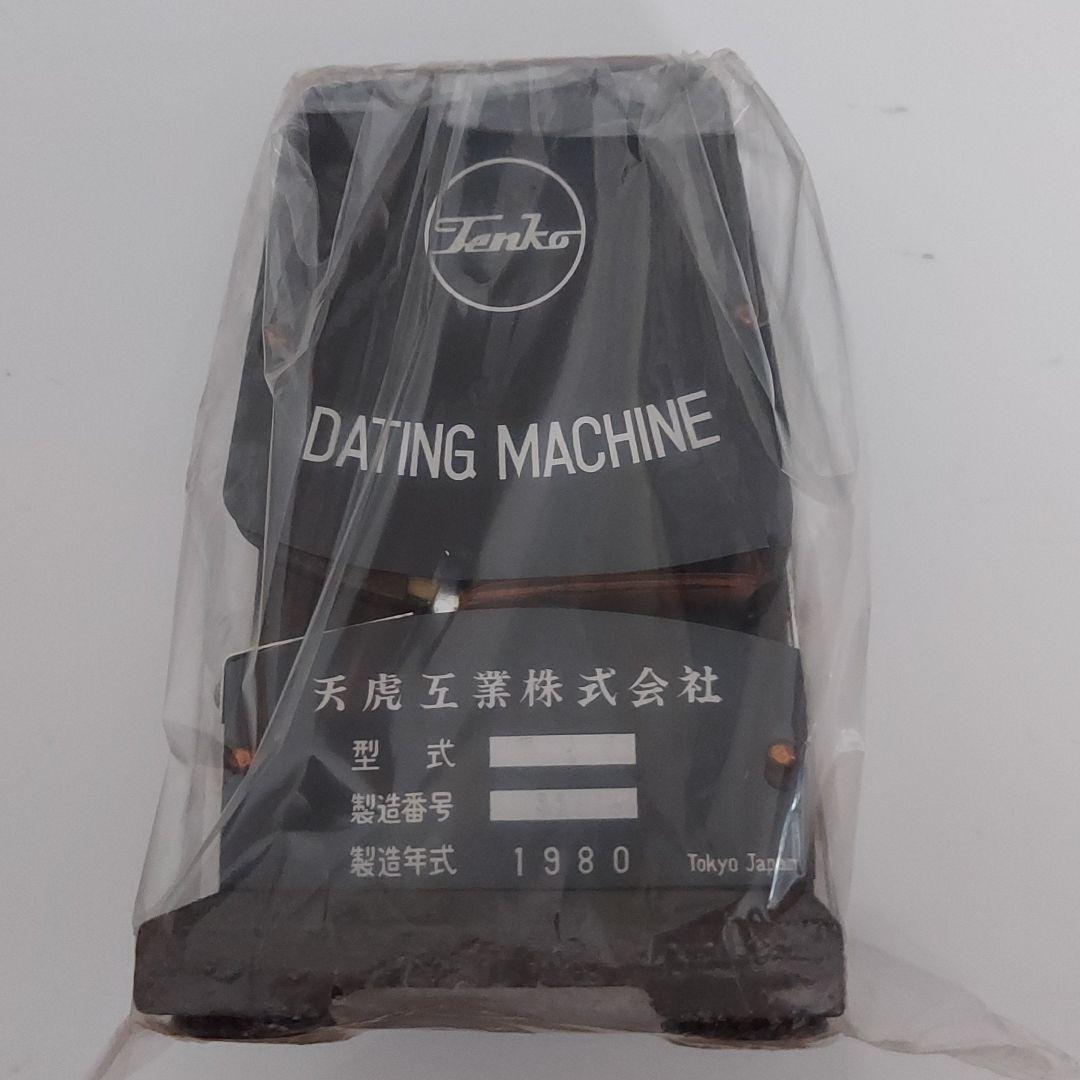 Tenko
DATING MACHINE
天虎工業株式会社
型式
製造番号
製造年式 1980 Tokyo Japan